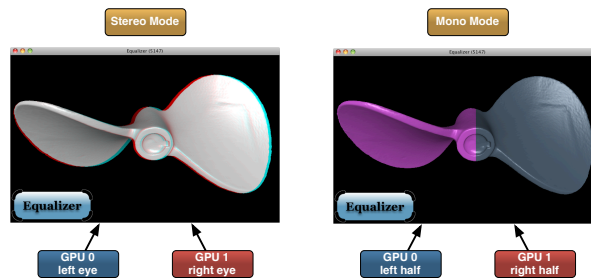 Stereo Mode
Mono Mode
Equalizer (5147)
Equalizer (5147)
Equalizer
Equalizer
GPU 0
left eye
GPU 1
right eye
GPU 0
left half
GPU 1
right half